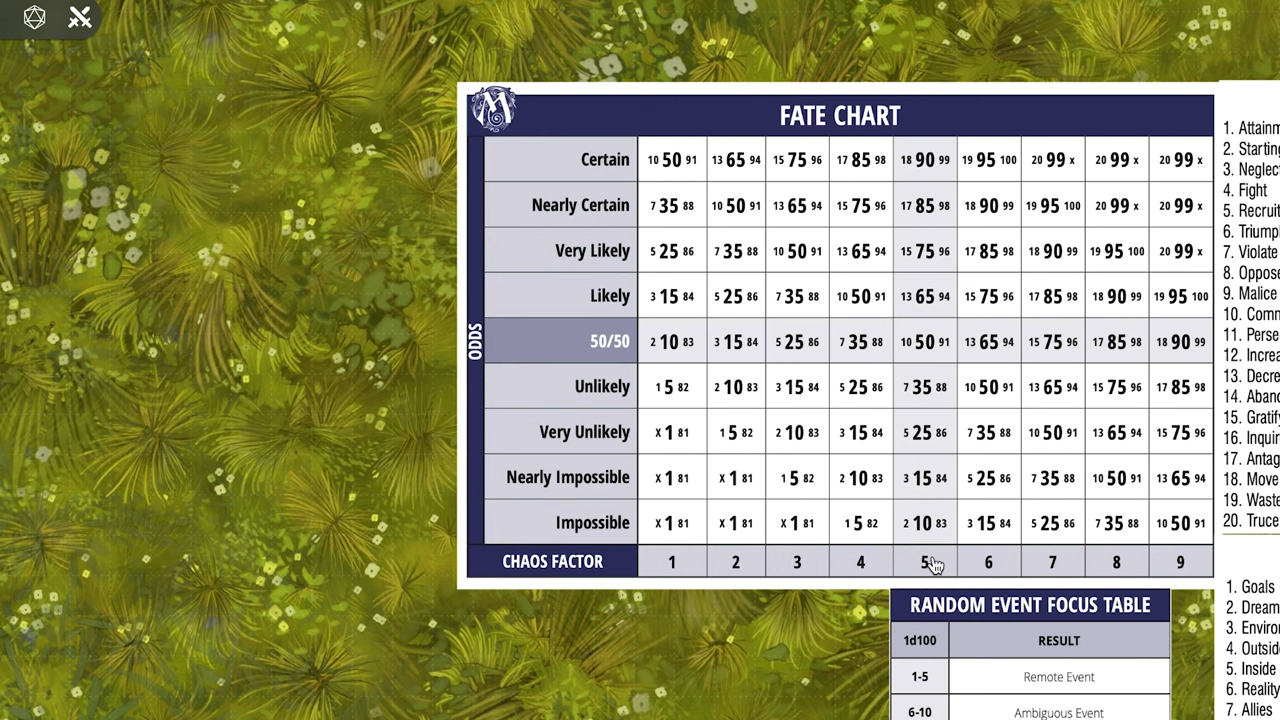 FATE CHART
Certain 10 50 91 13 65 94 15 75 96 17 85 98 18 90 99 19 95 100 20 99 x 20 99 x 20 99 x
Nearly Certain 7 35 88 10 50 91 13 65 94 15 75 96 17 85 98 18 90 99 19 95 100 20 99 x 20 99 x
Very Likely 5 25 86 7 35 88 10 50 91 13 65 94 15 75 96 17 85 98 18 90 99 19 95 100 20 99 x
Likely 3 15 84 5 25 86 7 35 88 10 50 91 13 65 94 15 75 96 17 85 98 18 90 99 19 95 100
ODDS
50/50 2 10 83 3 15 84 5 25 86 7 35 88 10 50 91 13 65 94 15 75 96 17 85 98 18 90 99
Unlikely 1 5 82 2 10 83 3 15 84 5 25 86 7 35 88 10 50 91 13 65 94 15 75 96 17 85 98
Very Unlikely X 1 81 1 5 82 2 10 83 3 15 84 5 25 86 7 35 88 10 50 91 13 65 94 15 75 96
Nearly Impossible X 1 81 X 1 81 1 5 82 2 10 83 3 15 84 5 25 86 7 35 88 10 50 91 13 65 94
Impossible X 1 81 X 1 81 X 1 81 1 5 82 2 10 83 3 15 84 5 25 86 7 35 88 10 50 91
CHAOS FACTOR 1 2 3 4 5 6 7 8 9
RANDOM EVENT FOCUS TABLE
1d100 RESULT
1-5 Remote Event
6-10 Ambiguous Event
1. Attainm
2. Starting
3. Neglect
4. Fight
5. Recruit
6. Triump
7. Violate
8. Oppose
9. Malice
10. Comm
11. Perse
12. Increa
13. Decre
14. Aband
15. Gratify
16. Inquir
17. Antag
18. Move
19. Waste
20. Truce
1. Goals
2. Dream
3. Enviro
4. Outsid
5. Inside
6. Reality
7. Allies